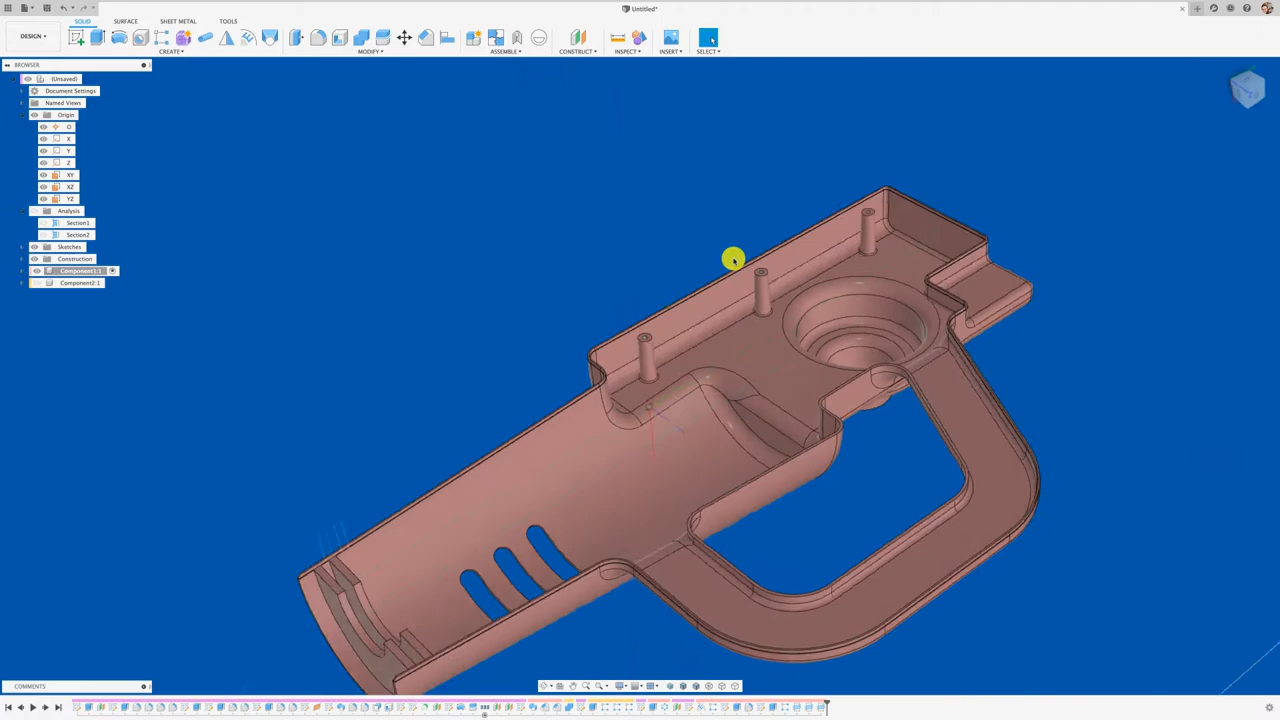 Untitled*
SOLID SURFACE SHEET METAL TOOLS
DESIGN ▾
CREATE ▾ MODIFY ▾ ASSEMBLE ▾ CONSTRUCT ▾ INSPECT ▾ INSERT ▾ SELECT ▾
BROWSER
(Unsaved)
Document Settings
Named Views
Origin
O
X
Y
Z
XY
XZ
YZ
Analysis
Section1
Section2
Sketches
Construction
Component1:1
Component2:1
COMMENTS